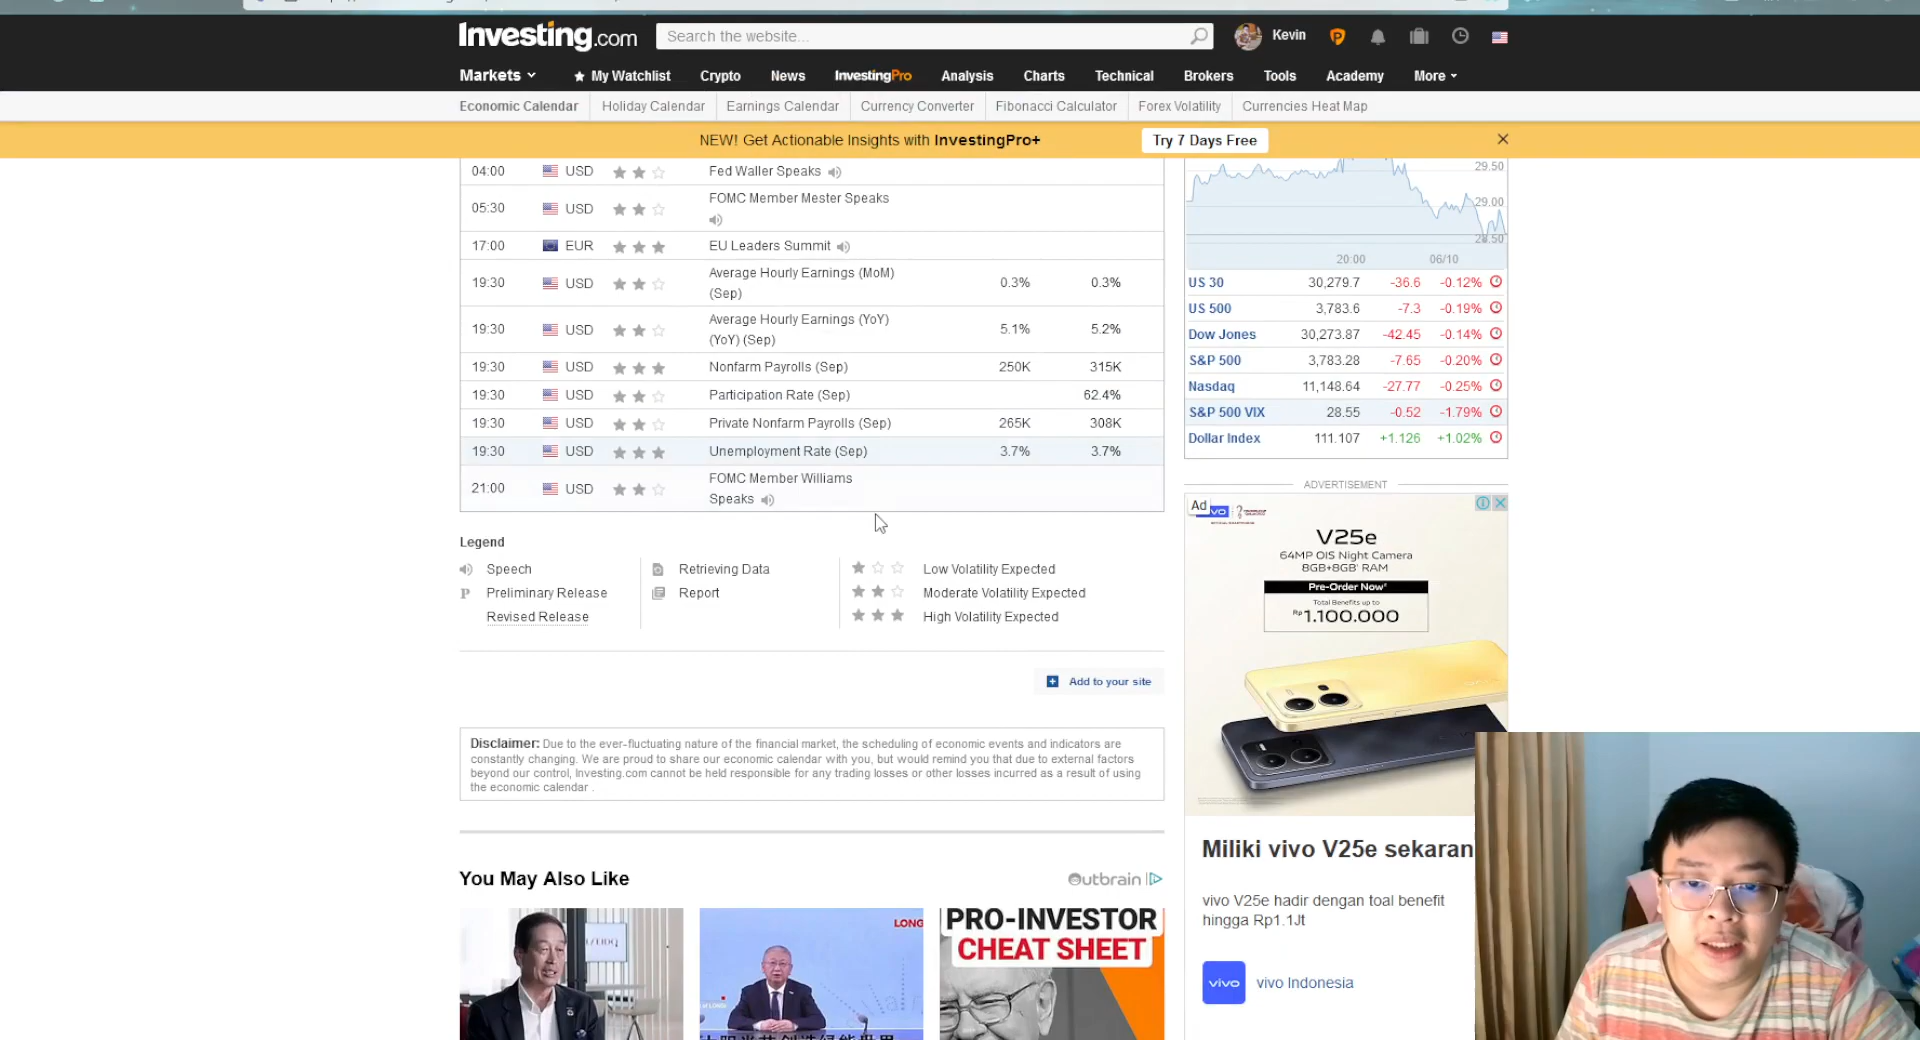 Investing.com
Search the website...
Kevin
Markets
My Watchlist
Crypto
News
InvestingPro
Analysis
Charts
Technical
Brokers
Tools
Academy
More
Economic Calendar
Holiday Calendar
Earnings Calendar
Currency Converter
Fibonacci Calculator
Forex Volatility
Currencies Heat Map
NEW! Get Actionable Insights with InvestingPro+
Try 7 Days Free
04:00 USD Fed Waller Speaks
05:30 USD FOMC Member Mester Speaks
17:00 EUR EU Leaders Summit
19:30 USD Average Hourly Earnings (MoM) (Sep) 0.3% 0.3%
19:30 USD Average Hourly Earnings (YoY) (YoY) (Sep) 5.1% 5.2%
19:30 USD Nonfarm Payrolls (Sep) 250K 315K
19:30 USD Participation Rate (Sep) 62.4%
19:30 USD Private Nonfarm Payrolls (Sep) 265K 308K
19:30 USD Unemployment Rate (Sep) 3.7% 3.7%
21:00 USD FOMC Member Williams Speaks
Legend
Speech
Preliminary Release
Revised Release
Retrieving Data
Report
Low Volatility Expected
Moderate Volatility Expected
High Volatility Expected
Add to your site
Disclaimer: Due to the ever-fluctuating nature of the financial market, the scheduling of economic events and indicators are
constantly changing. We are proud to share our economic calendar with you, but would remind you that due to external factors
beyond our control, Investing.com cannot be held responsible for any trading losses or other losses incurred as a result of using
the economic calendar .
You May Also Like
Outbrain
LONG
PRO-INVESTOR
CHEAT SHEET
29.50
29.00
28.50
20:00 06/10
US 30 30,279.7 -36.6 -0.12%
US 500 3,783.6 -7.3 -0.19%
Dow Jones 30,273.87 -42.45 -0.14%
S&P 500 3,783.28 -7.65 -0.20%
Nasdaq 11,148.64 -27.77 -0.25%
S&P 500 VIX 28.55 -0.52 -1.79%
Dollar Index 111.107 +1.126 +1.02%
ADVERTISEMENT
Ad
V25e
64MP OIS Night Camera
8GB+8GB RAM
Pre-Order Now
Total Benefits up to
Rp 1.100.000
Miliki vivo V25e sekaran
vivo V25e hadir dengan toal benefit
hingga Rp1.1Jt
vivo
vivo Indonesia